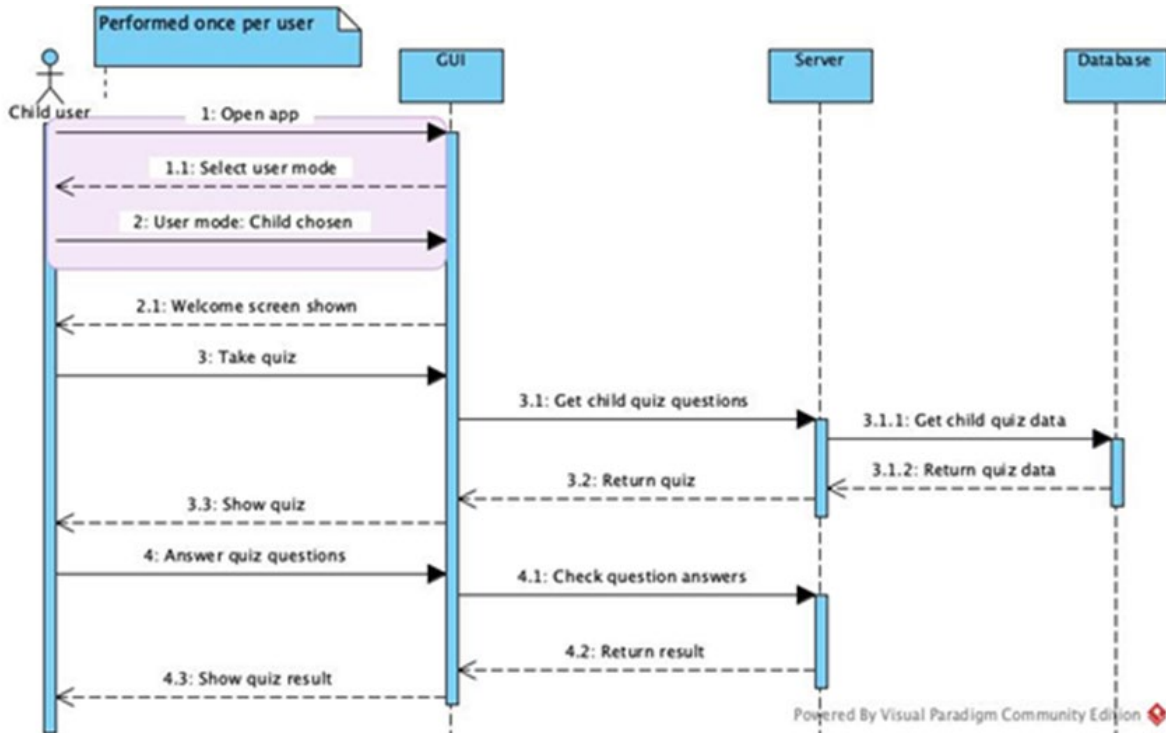 Performed once per user
GUI
Server
Database
Child user
1: Open app
1.1: Select user mode
2: User mode: Child chosen
2.1: Welcome screen shown
3: Take quiz
3.1: Get child quiz questions
3.1.1: Get child quiz data
3.1.2: Return quiz data
3.2: Return quiz
3.3: Show quiz
4: Answer quiz questions
4.1: Check question answers
4.2: Return result
4.3: Show quiz result
Powered By Visual Paradigm Community Edition